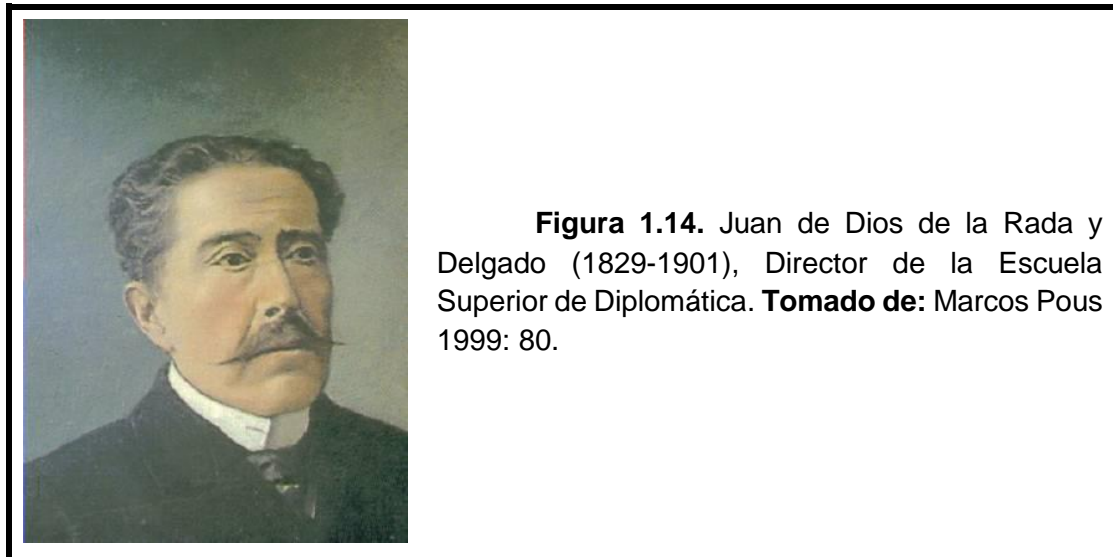 Figura 1.14. Juan de Dios de la Rada y
Delgado (1829-1901), Director de la Escuela
Superior de Diplomática. Tomado de: Marcos Pous
1999: 80.